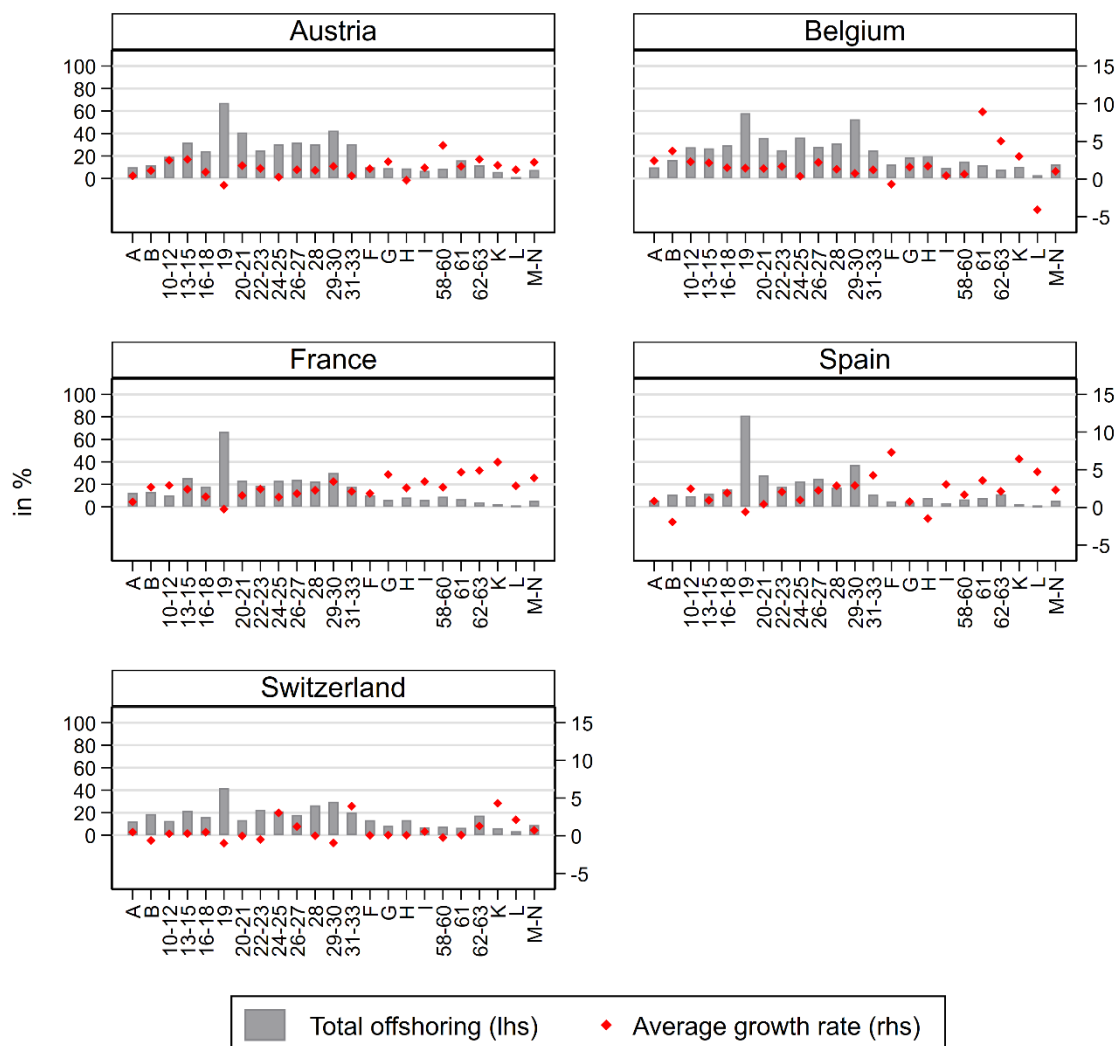 Austria
Belgium
100
80
60
40
20
0
15
10
5
0
-5
A B 10-12 13-15 16-18 19 20-21 22-23 24-25 26-27 28 29-30 31-33 F G H I 58-60 61 62-63 K L M-N
A B 10-12 13-15 16-18 19 20-21 22-23 24-25 26-27 28 29-30 31-33 F G H I 58-60 61 62-63 K L M-N
France
Spain
in %
100
80
60
40
20
0
15
10
5
0
-5
A B 10-12 13-15 16-18 19 20-21 22-23 24-25 26-27 28 29-30 31-33 F G H I 58-60 61 62-63 K L M-N
A B 10-12 13-15 16-18 19 20-21 22-23 24-25 26-27 28 29-30 31-33 F G H I 58-60 61 62-63 K L M-N
Switzerland
100
80
60
40
20
0
15
10
5
0
-5
A B 10-12 13-15 16-18 19 20-21 22-23 24-25 26-27 28 29-30 31-33 F G H I 58-60 61 62-63 K L M-N
Total offshoring (lhs)
Average growth rate (rhs)